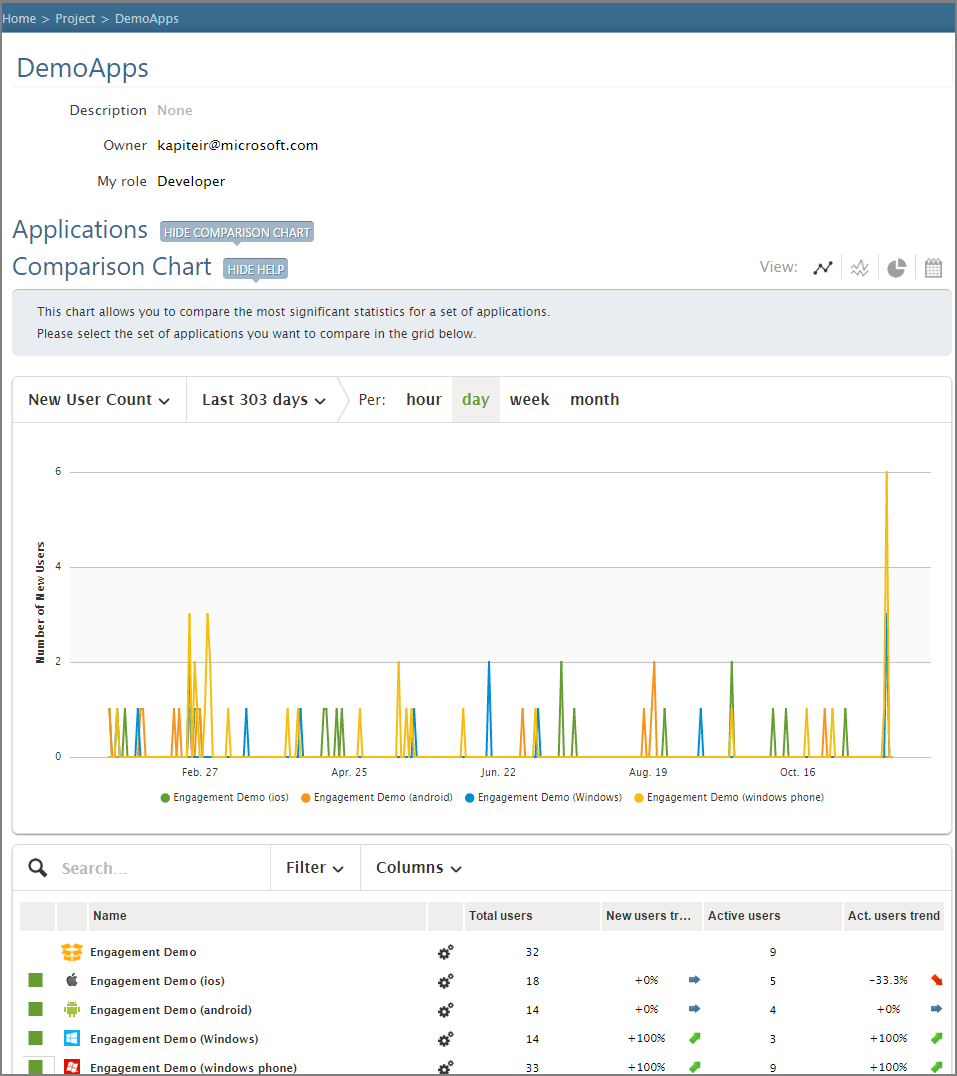 Home > Project > DemoApps
DemoApps
Description None
Owner kapiteir@microsoft.com
My role Developer
Applications HIDE COMPARISON CHART
Comparison Chart HIDE HELP View:
This chart allows you to compare the most significant statistics for a set of applications.
Please select the set of applications you want to compare in the grid below.
New User Count Last 303 days Per: hour day week month
Number of New Users
6
4
2
0
Feb. 27 Apr. 25 Jun. 22 Aug. 19 Oct. 16
Engagement Demo (ios) Engagement Demo (android) Engagement Demo (Windows) Engagement Demo (windows phone)
Search... Filter Columns
Name Total users New users tr... Active users Act. users trend
Engagement Demo 32 9
Engagement Demo (ios) 18 +0% 5 -33.3%
Engagement Demo (android) 14 +0% 4 +0%
Engagement Demo (Windows) 14 +100% 3 +100%
Engagement Demo (windows phone) 33 +100% 9 +100%